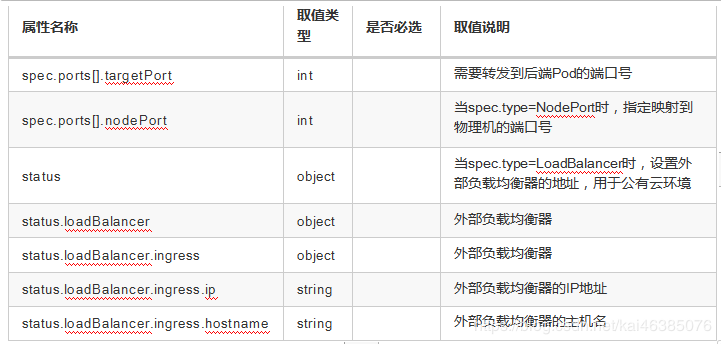 属性名称 取值类型 是否必选 取值说明
spec.ports[].targetPort int 需要转发到后端Pod的端口号
spec.ports[].nodePort int 当spec.type=NodePort时，指定映射到
物理机的端口号
status object 当spec.type=LoadBalancer时，设置外
部负载均衡器的地址，用于公有云环境
status.loadBalancer object 外部负载均衡器
status.loadBalancer.ingress object 外部负载均衡器
status.loadBalancer.ingress.ip string 外部负载均衡器的IP地址
status.loadBalancer.ingress.hostname string 外部负载均衡器的主机名